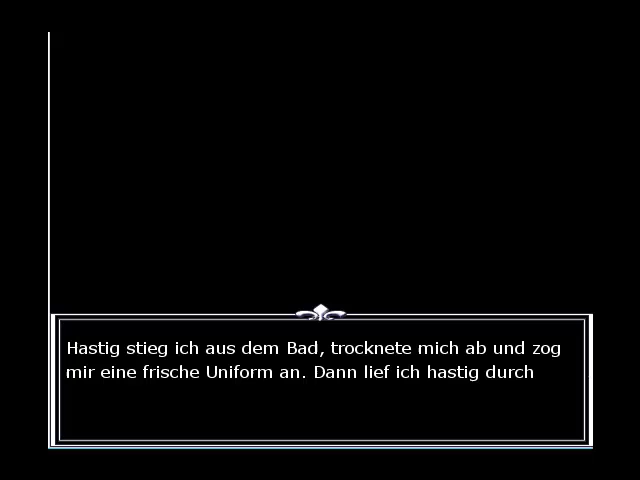 Hastig stieg ich aus dem Bad, trocknete mich ab und zog
mir eine frische Uniform an. Dann lief ich hastig durch